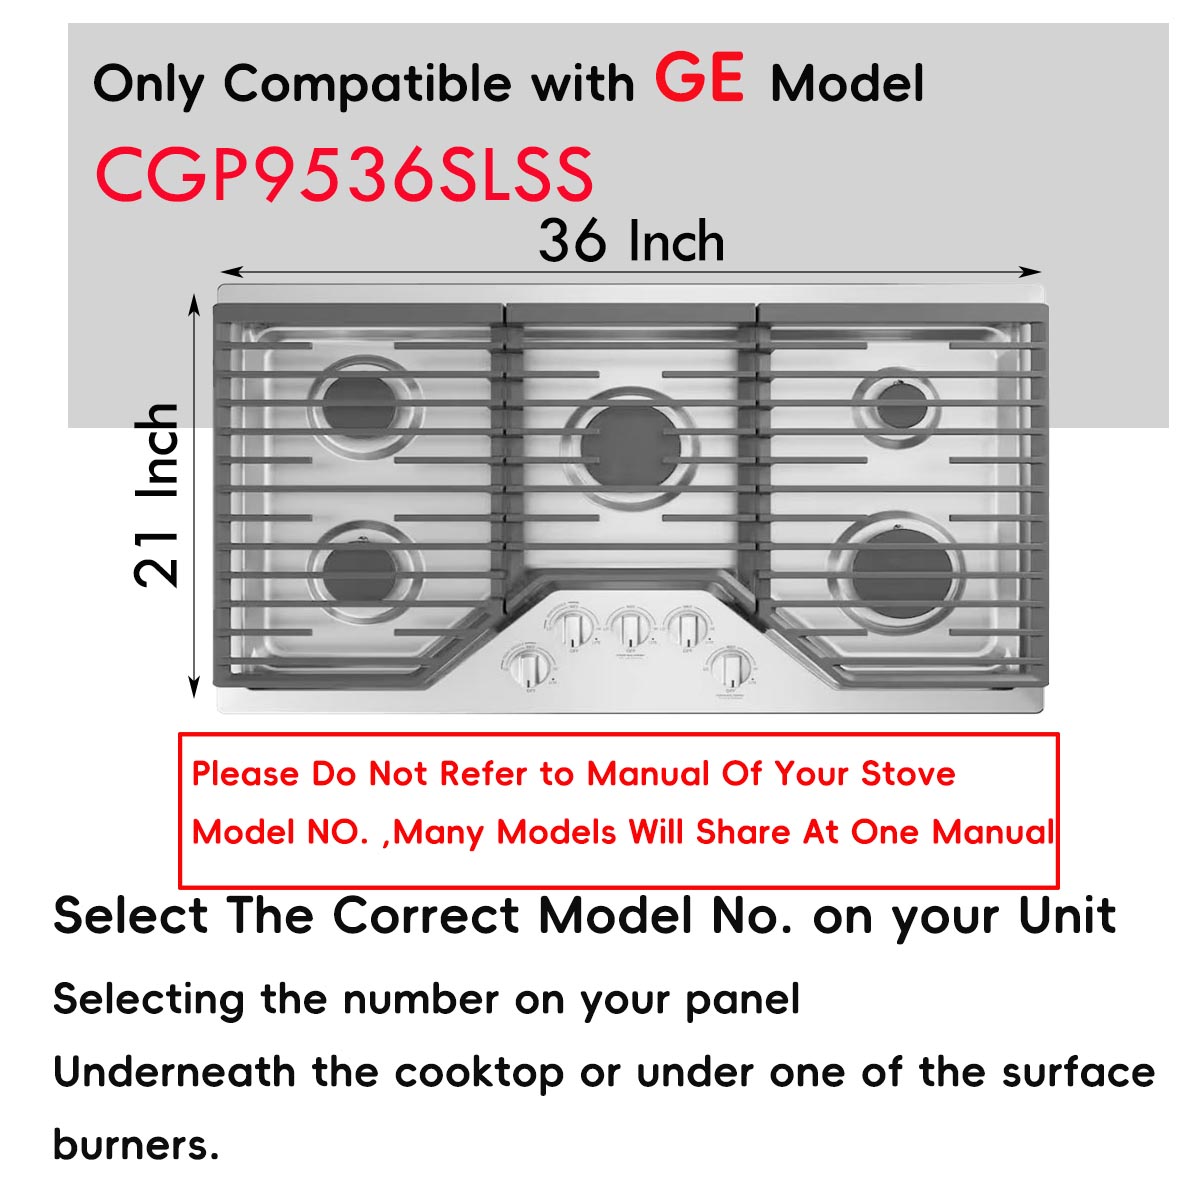 Only Compatible with GE Model
CGP9536SLSS
36 Inch
21 Inch
Please Do Not Refer to Manual Of Your Stove
Model NO. ,Many Models Will Share At One Manual
Select The Correct Model No. on your Unit
Selecting the number on your panel
Underneath the cooktop or under one of the surface
burners.